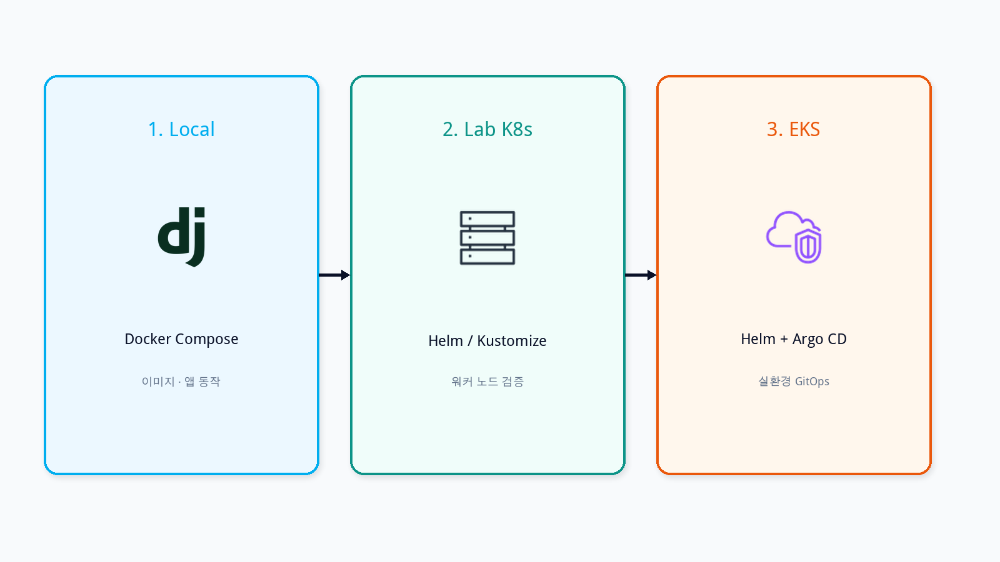 1. Local
dj
Docker Compose
이미지 · 앱 동작
2. Lab K8s
Helm / Kustomize
워커 노드 검증
3. EKS
Helm + Argo CD
실환경 GitOps